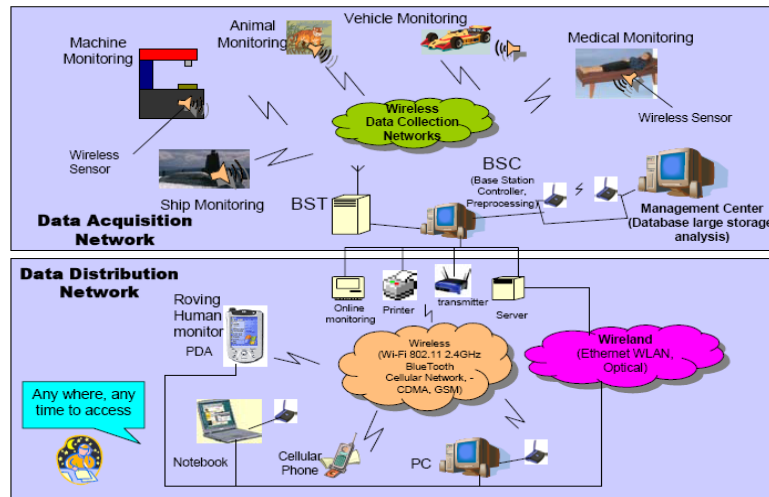 Machine
Monitoring
Animal
Monitoring
Vehicle Monitoring
Medical Monitoring
Wireless
Data Collection
Networks
Wireless Sensor
Wireless
Sensor
Ship Monitoring
BST
BSC
(Base Station
Controller,
Preprocessing)
Management Center
(Database large storage
analysis)
Data Acquisition
Network
Data Distribution
Network
Online
monitoring
Printer
transmitter
Server
Roving
Human
monitor
PDA
Wireless
(Wi-Fi 802.11 2.4GHz
BlueTooth
Cellular Network, -
CDMA, GSM)
Wireland
(Ethernet WLAN,
Optical)
Any where, any
time to access
Notebook
Cellular
Phone
PC